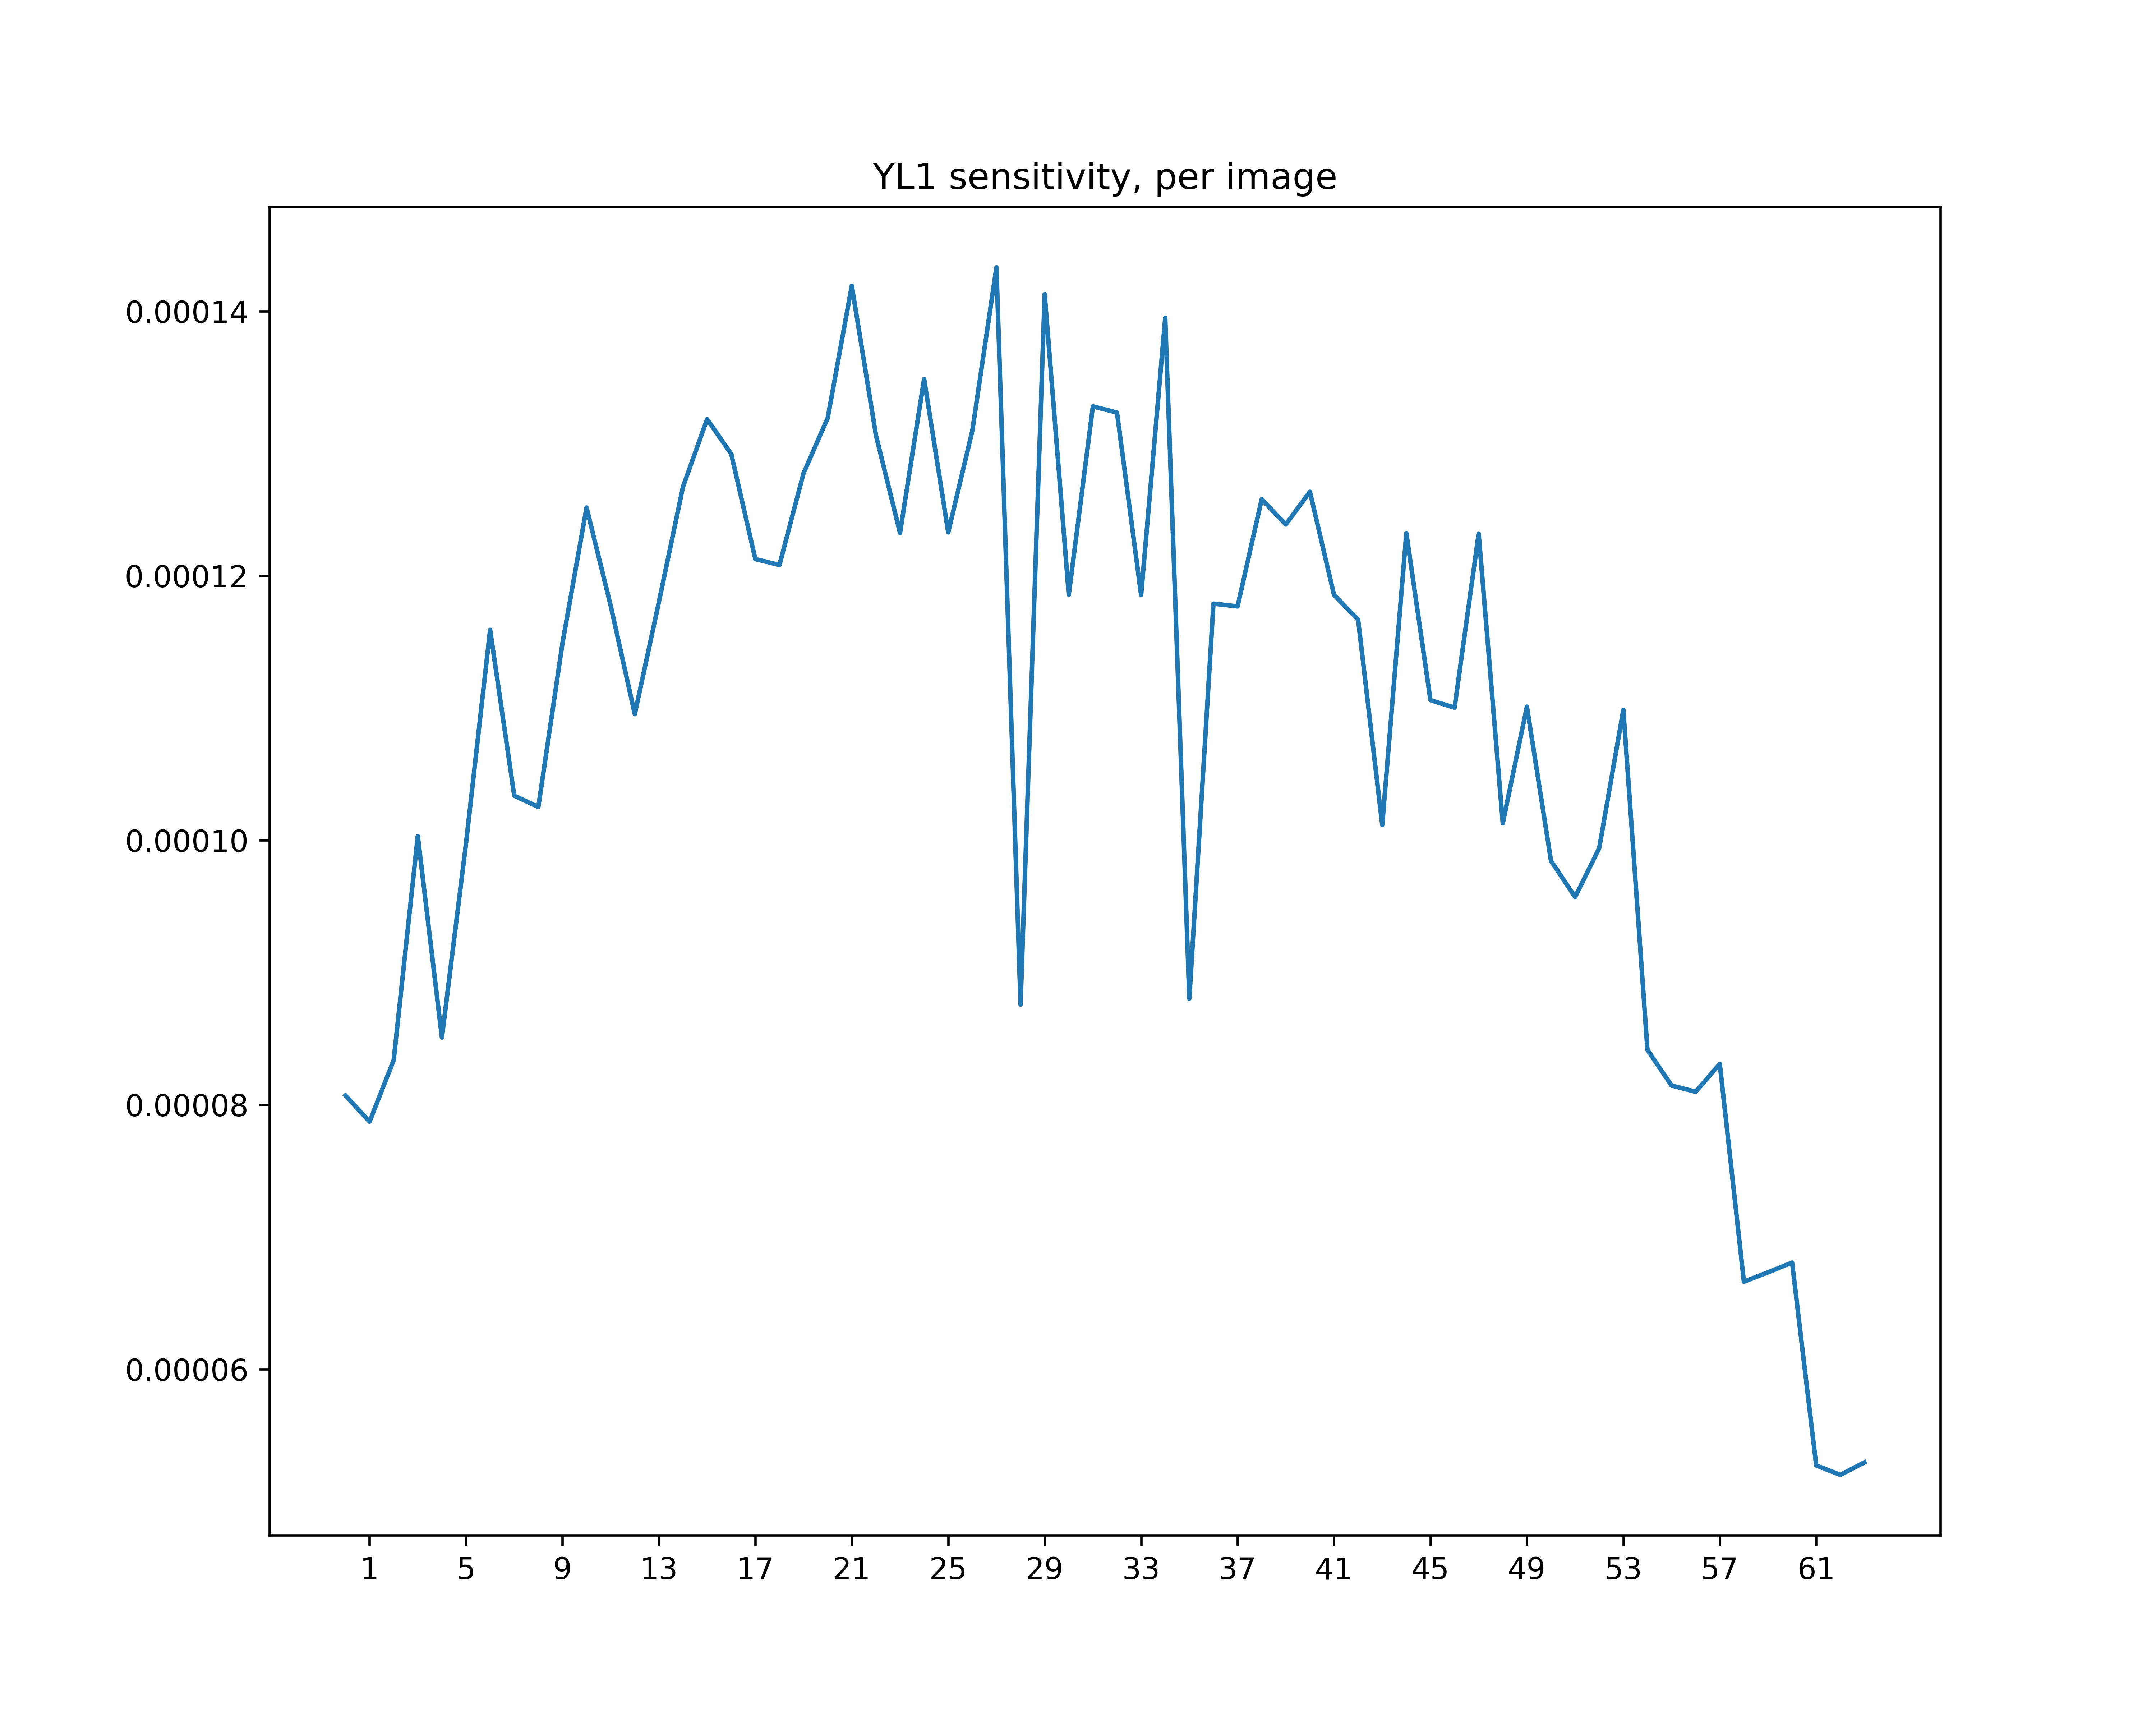 YL1 sensitivity, per image
0.00014
0.00012
0.00010
0.00008
0.00006
1 5 9 13 17 21 25 29 33 37 41 45 49 53 57 61